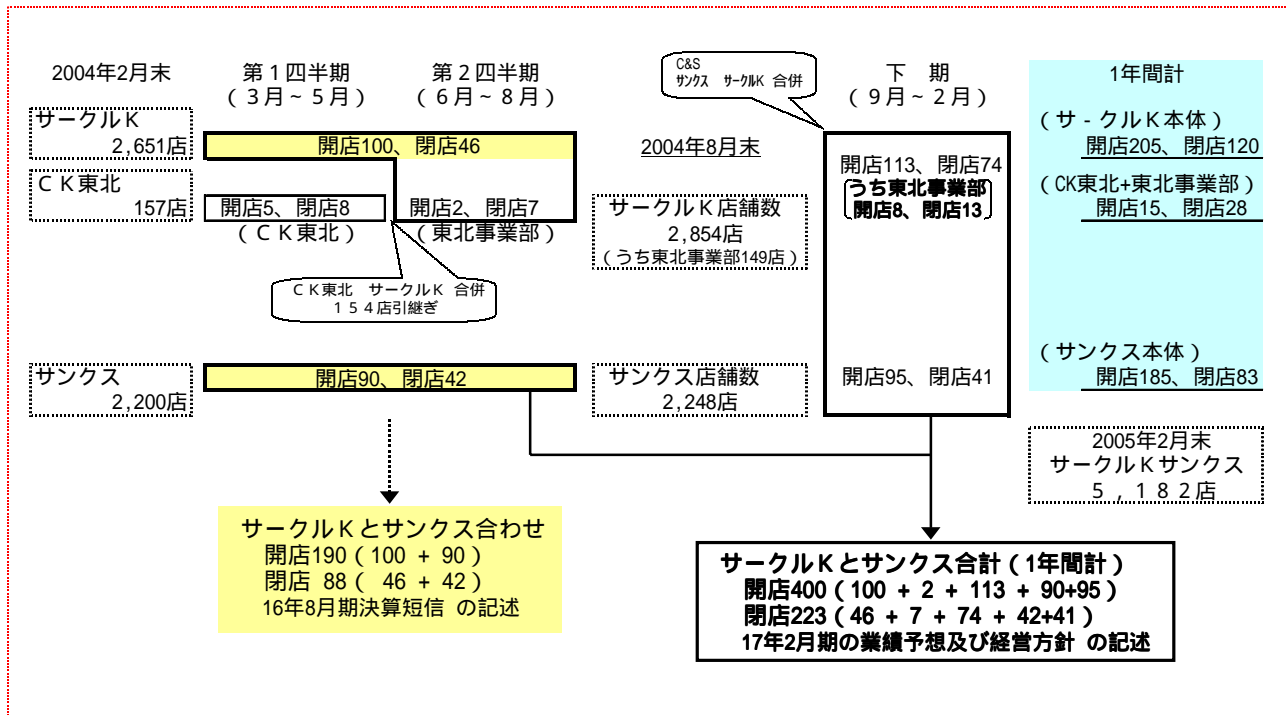 2004年2月末
第1四半期
(3月~5月)
第2四半期
(6月~8月)
C&S
サンクス サークルK 合併
下 期
(9月~2月)
1年間計
サークルK
2,651店
開店100、閉店46
2004年8月末
開店113、閉店74
うち東北事業部
開店8、閉店13
(サ-クルK本体)
開店205、閉店120
CK東北
157店
開店5、閉店8
(CK東北)
開店2、閉店7
(東北事業部)
サークルK店舗数
2,854店
(うち東北事業部149店)
(CK東北+東北事業部)
開店15、閉店28
CK東北 サークルK 合併
154店引継ぎ
サンクス
2,200店
開店90、閉店42
サンクス店舗数
2,248店
開店95、閉店41
(サンクス本体)
開店185、閉店83
2005年2月末
サークルKサンクス
5,182店
サークルKとサンクス合わせ
開店190(100 + 90)
閉店 88( 46 + 42)
16年8月期決算短信 の記述
サークルKとサンクス合計(1年間計)
開店400(100 + 2 + 113 + 90+95)
閉店223(46 + 7 + 74 + 42+41)
17年2月期の業績予想及び経営方針 の記述